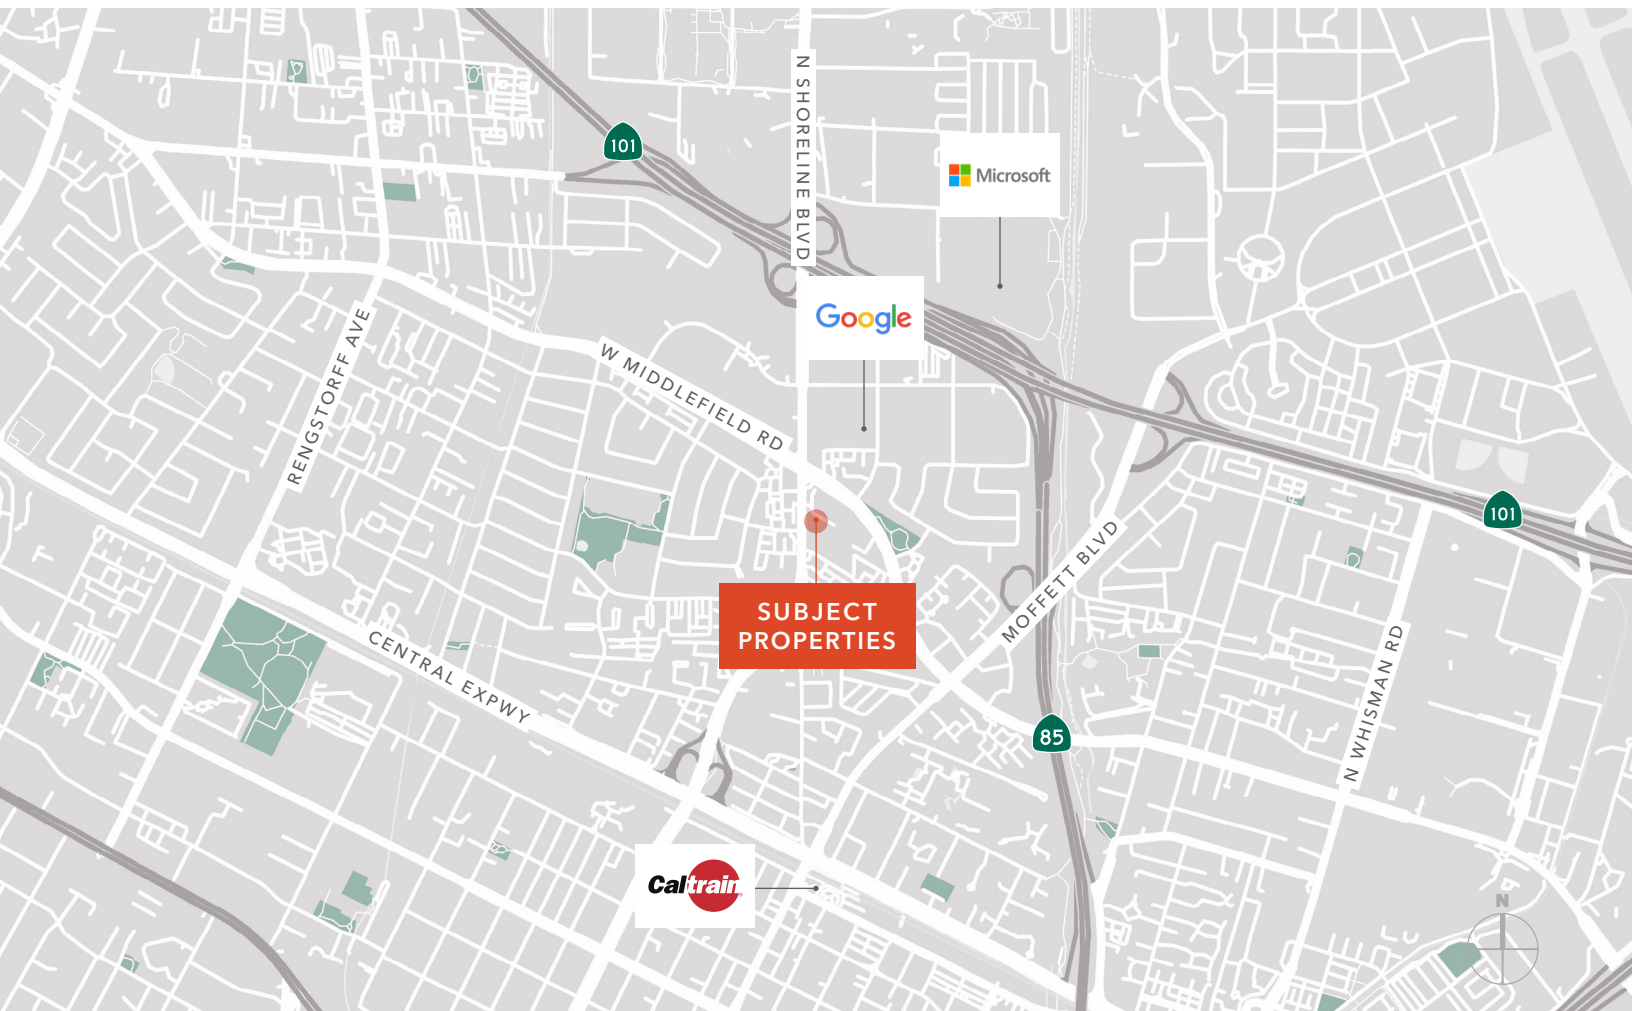 101
N SHORELINE BLVD
Microsoft
Google
RENGSTORFF AVE
W MIDDLEFIELD RD
101
MOFFETT BLVD
SUBJECT
PROPERTIES
CENTRAL EXPWY
N WHISMAN RD
85
Caltrain
N